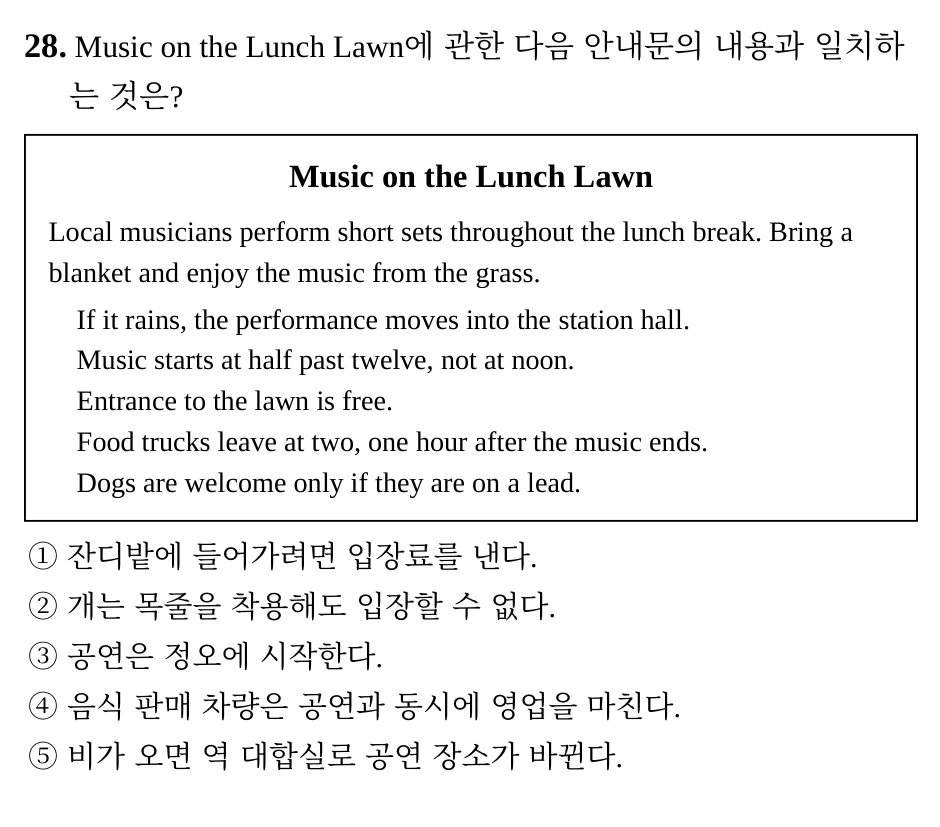 28. Music on the Lunch Lawn에 관한 다음 안내문의 내용과 일치하
는 것은?
Music on the Lunch Lawn
Local musicians perform short sets throughout the lunch break. Bring a
blanket and enjoy the music from the grass.
If it rains, the performance moves into the station hall.
Music starts at half past twelve, not at noon.
Entrance to the lawn is free.
Food trucks leave at two, one hour after the music ends.
Dogs are welcome only if they are on a lead.
① 잔디밭에 들어가려면 입장료를 낸다.
② 개는 목줄을 착용해도 입장할 수 없다.
③ 공연은 정오에 시작한다.
④ 음식 판매 차량은 공연과 동시에 영업을 마친다.
⑤ 비가 오면 역 대합실로 공연 장소가 바뀐다.